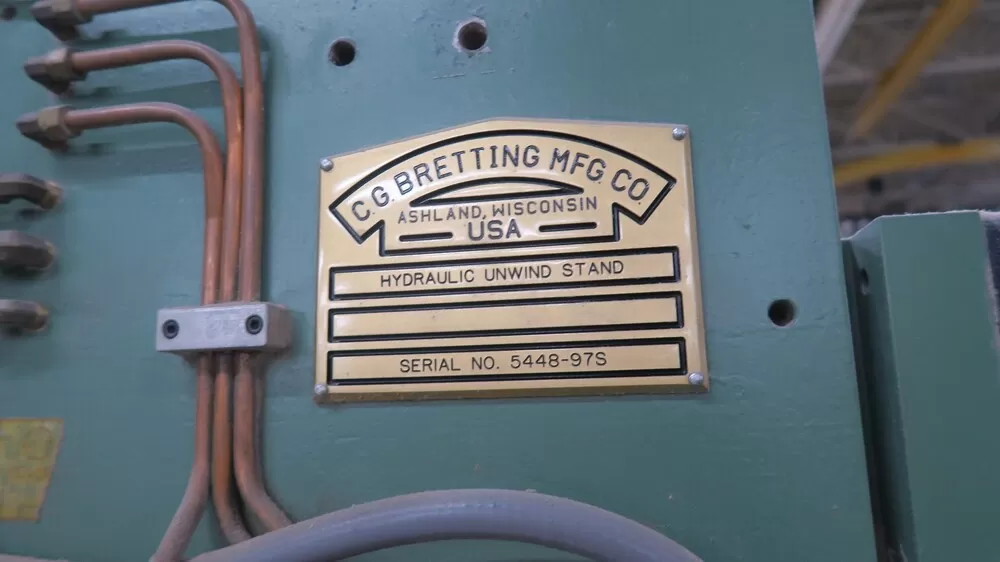 C.G. BRETTING MFG. CO.
ASHLAND, WISCONSIN
USA
HYDRAULIC UNWIND STAND
SERIAL NO. 5448-97S